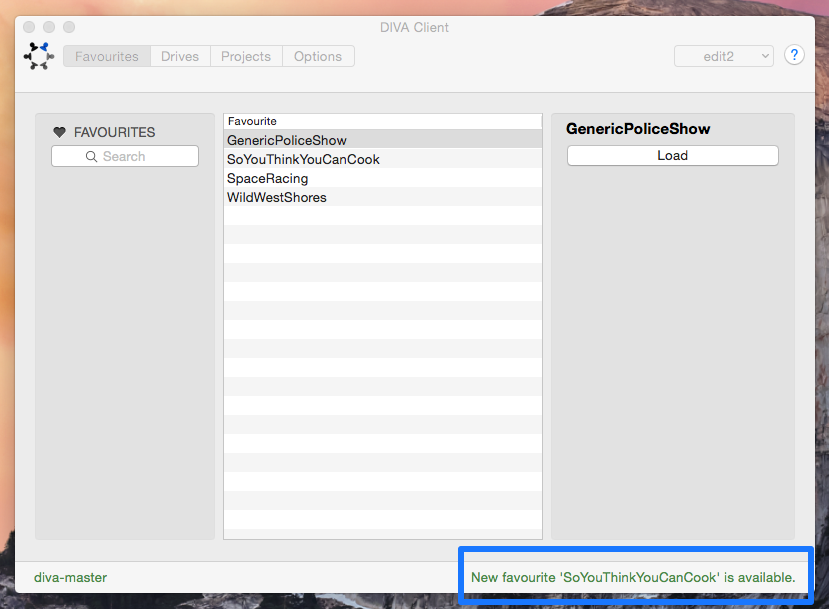 DIVA Client
Favourites Drives Projects Options edit2 ?
FAVOURITES
Search
Favourite
GenericPoliceShow
SoYouThinkYouCanCook
SpaceRacing
WildWestShores
GenericPoliceShow
Load
diva-master
New favourite 'SoYouThinkYouCanCook' is available.